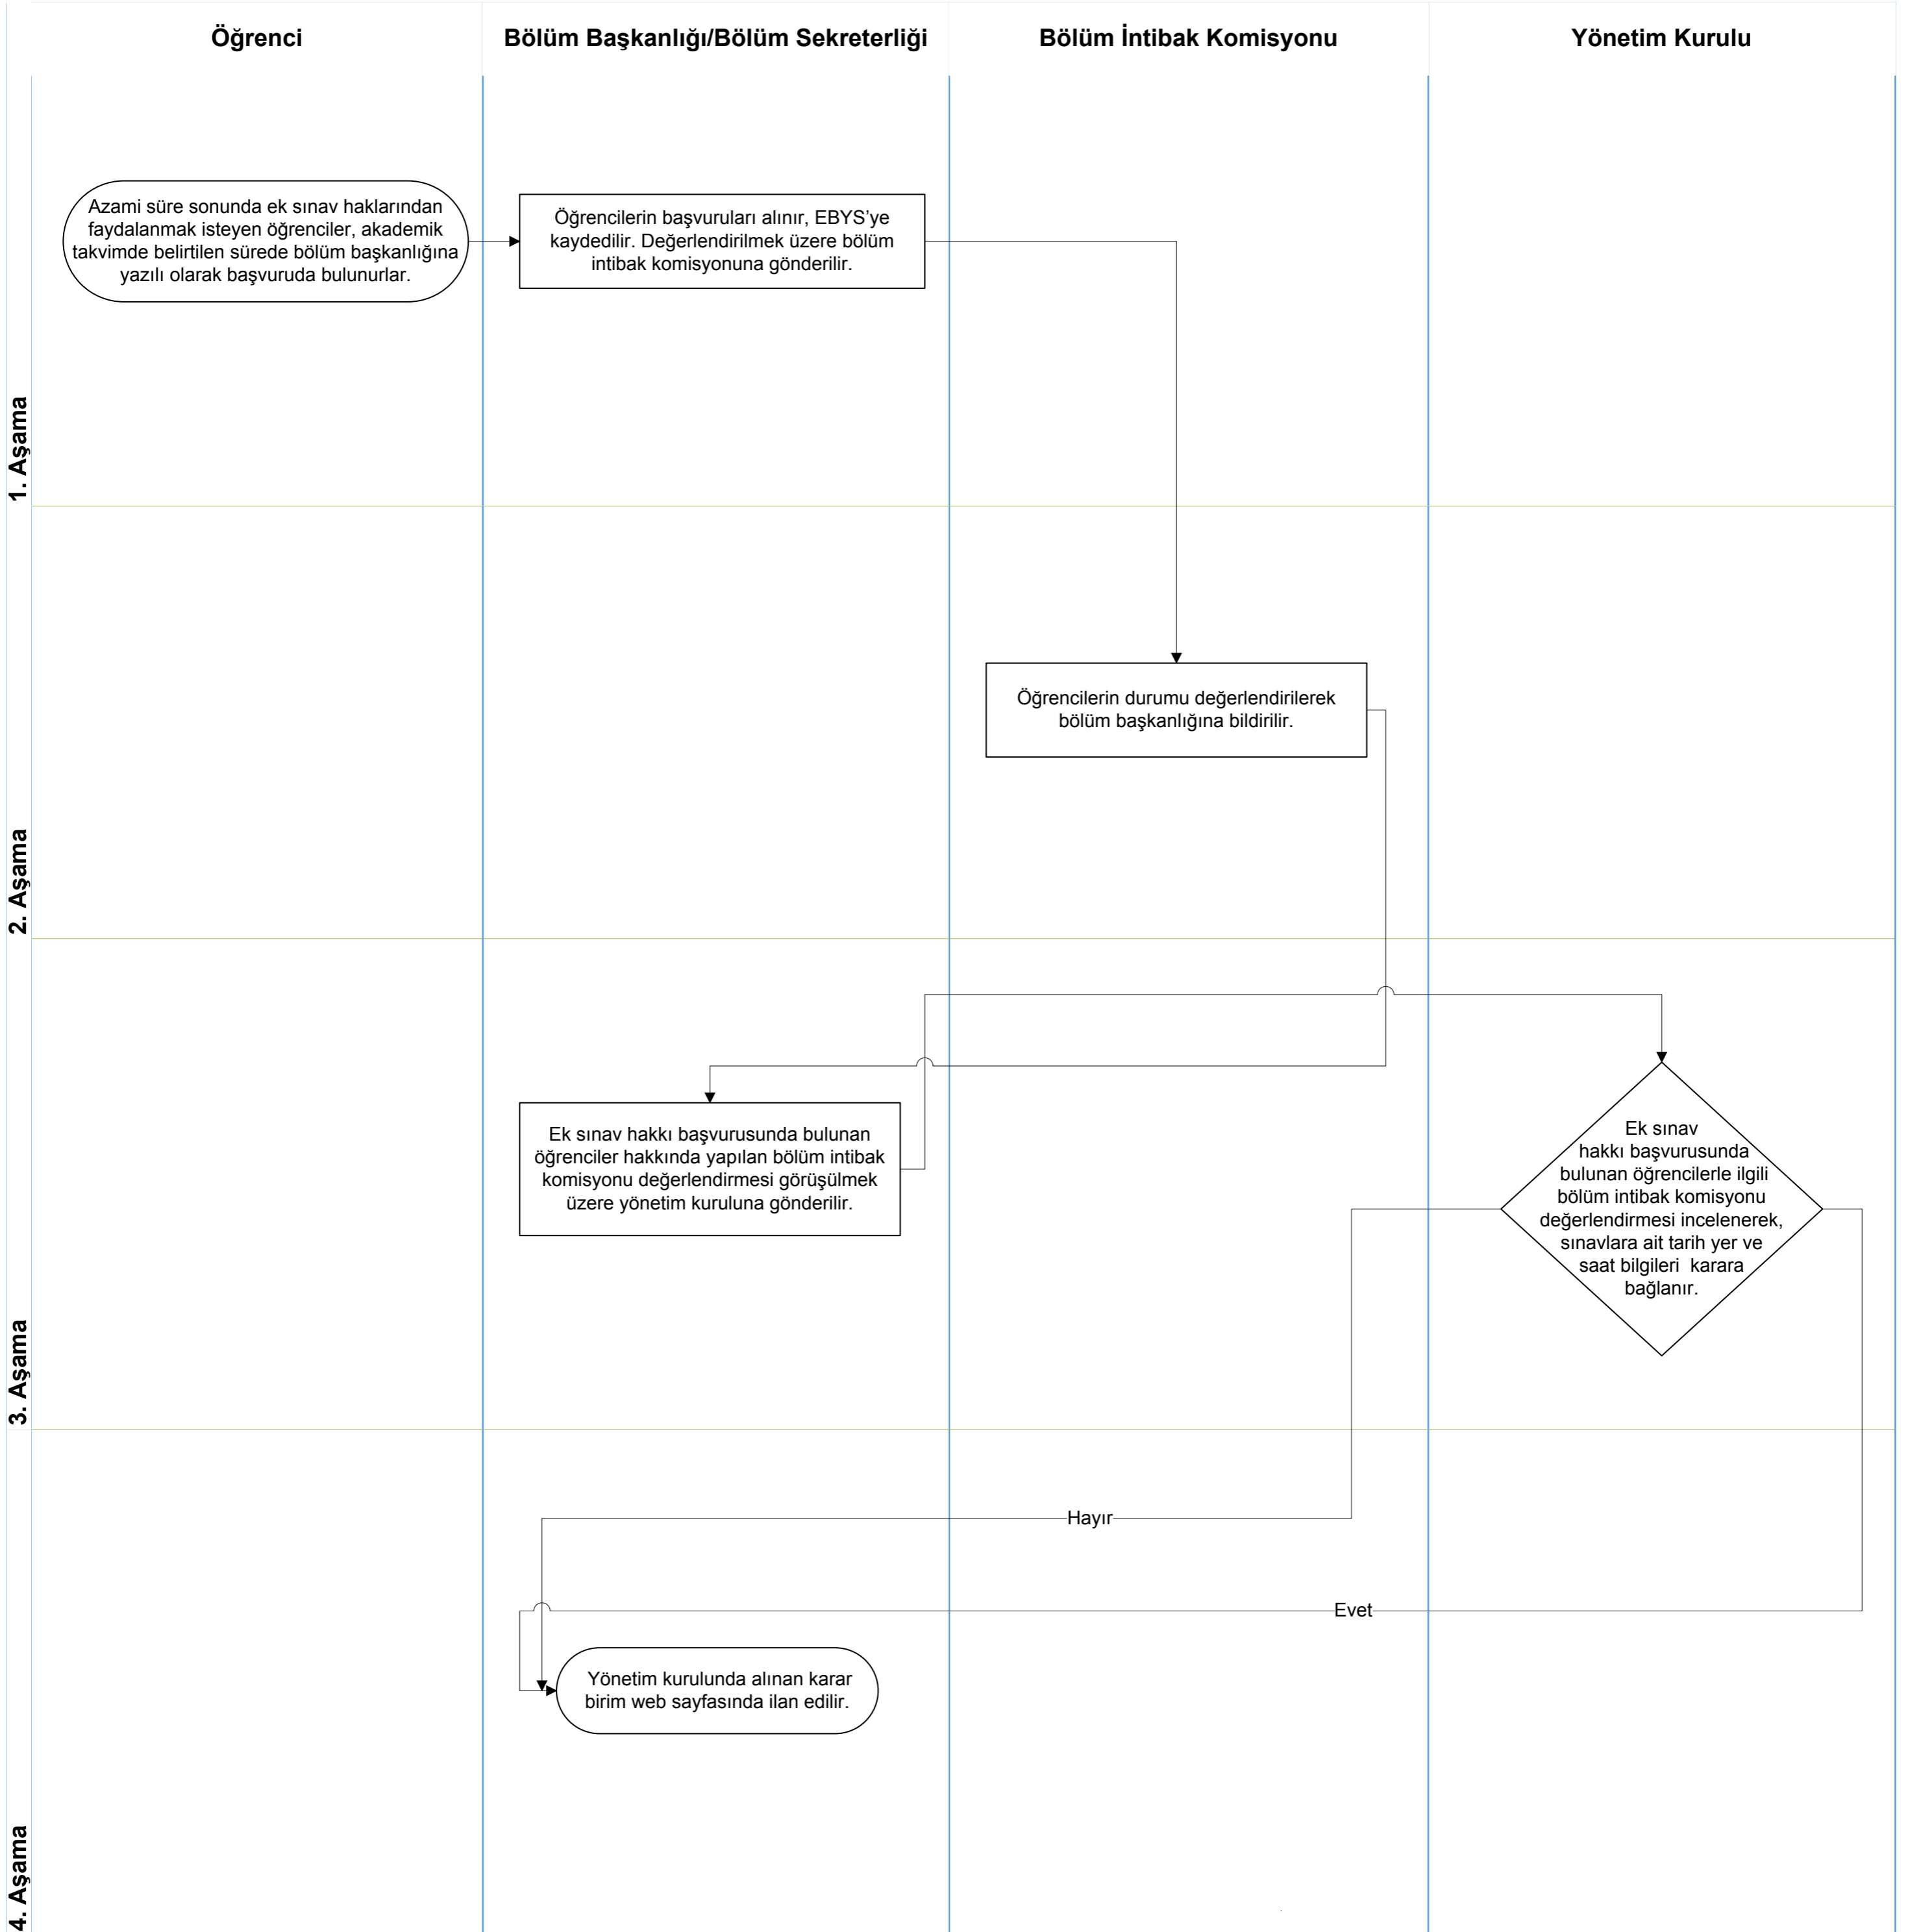 Öğrenci
Bölüm Başkanlığı/Bölüm Sekreterliği
Bölüm İntibak Komisyonu
Yönetim Kurulu
1. Aşama
Azami süre sonunda ek sınav haklarından
faydalanmak isteyen öğrenciler, akademik
takvimde belirtilen sürede bölüm başkanlığına
yazılı olarak başvuruda bulunurlar.
Öğrencilerin başvuruları alınır, EBYS’ye
kaydedilir. Değerlendirilmek üzere bölüm
intibak komisyonuna gönderilir.
2. Aşama
Öğrencilerin durumu değerlendirilerek
bölüm başkanlığına bildirilir.
3. Aşama
Ek sınav hakkı başvurusunda bulunan
öğrenciler hakkında yapılan bölüm intibak
komisyonu değerlendirmesi görüşülmek
üzere yönetim kuruluna gönderilir.
Ek sınav
hakkı başvurusunda
bulunan öğrencilerle ilgili
bölüm intibak komisyonu
değerlendirmesi incelenerek,
sınavlara ait tarih yer ve
saat bilgileri  karara
bağlanır.
4. Aşama
Hayır
Evet
Yönetim kurulunda alınan karar
birim web sayfasında ilan edilir.